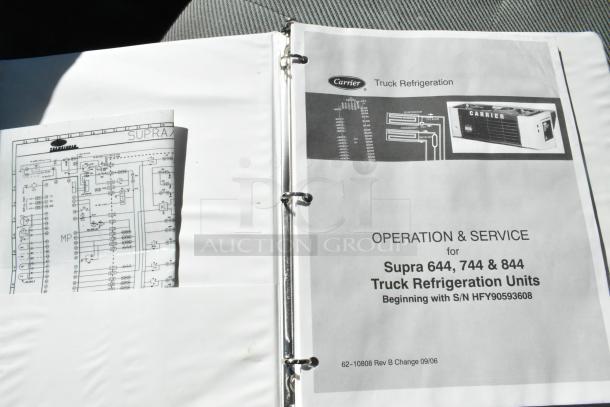 SUPRA
MP
Carrier
Truck Refrigeration
CARRIER
OPERATION & SERVICE
for
Supra 644, 744 & 844
Truck Refrigeration Units
Beginning with S/N HFY90593608
62-10808 Rev B Change 09/06
pci
AUCTION GROUP